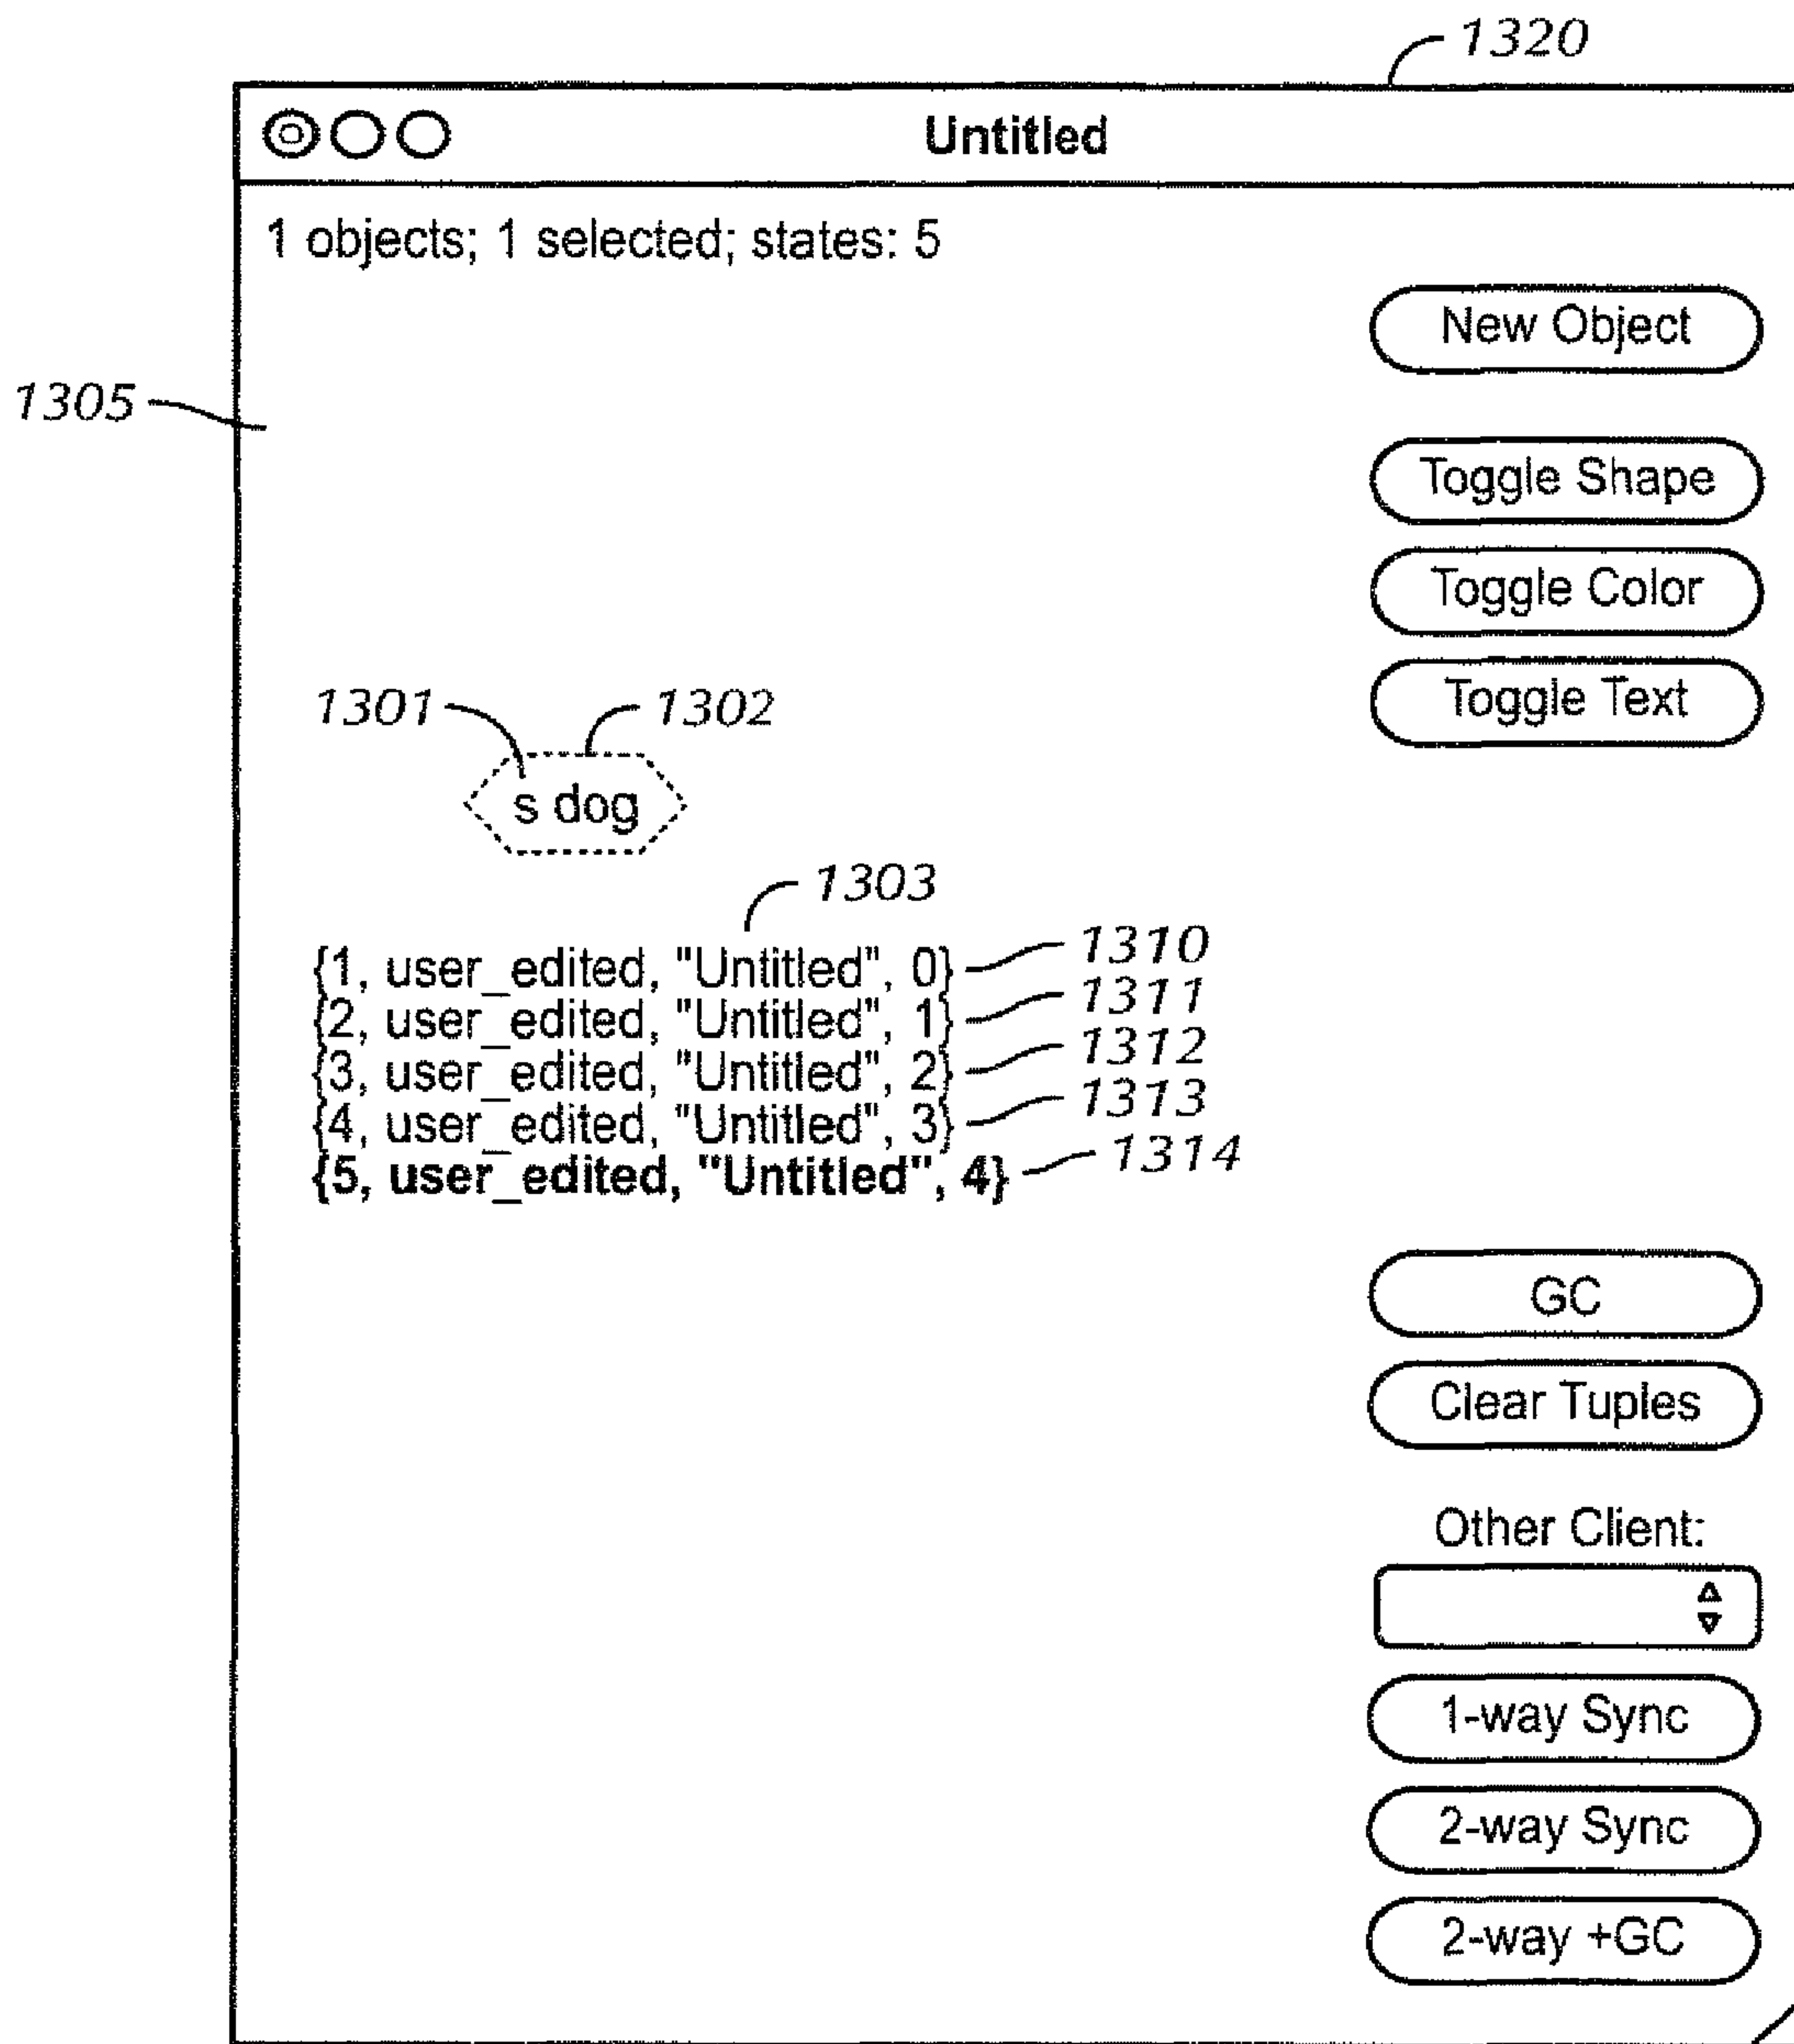 1320
Untitled
1 objects; 1 selected; states: 5
New Object
1305
Toggle Shape
Toggle Color
Toggle Text
1301
1302
s dog
1303
{1, user_edited, "Untitled", 0} 1310
{2, user_edited, "Untitled", 1} 1311
{3, user_edited, "Untitled", 2} 1312
{4, user_edited, "Untitled", 3} 1313
{5, user_edited, "Untitled", 4} 1314
GC
Clear Tuples
Other Client:
1-way Sync
2-way Sync
2-way +GC